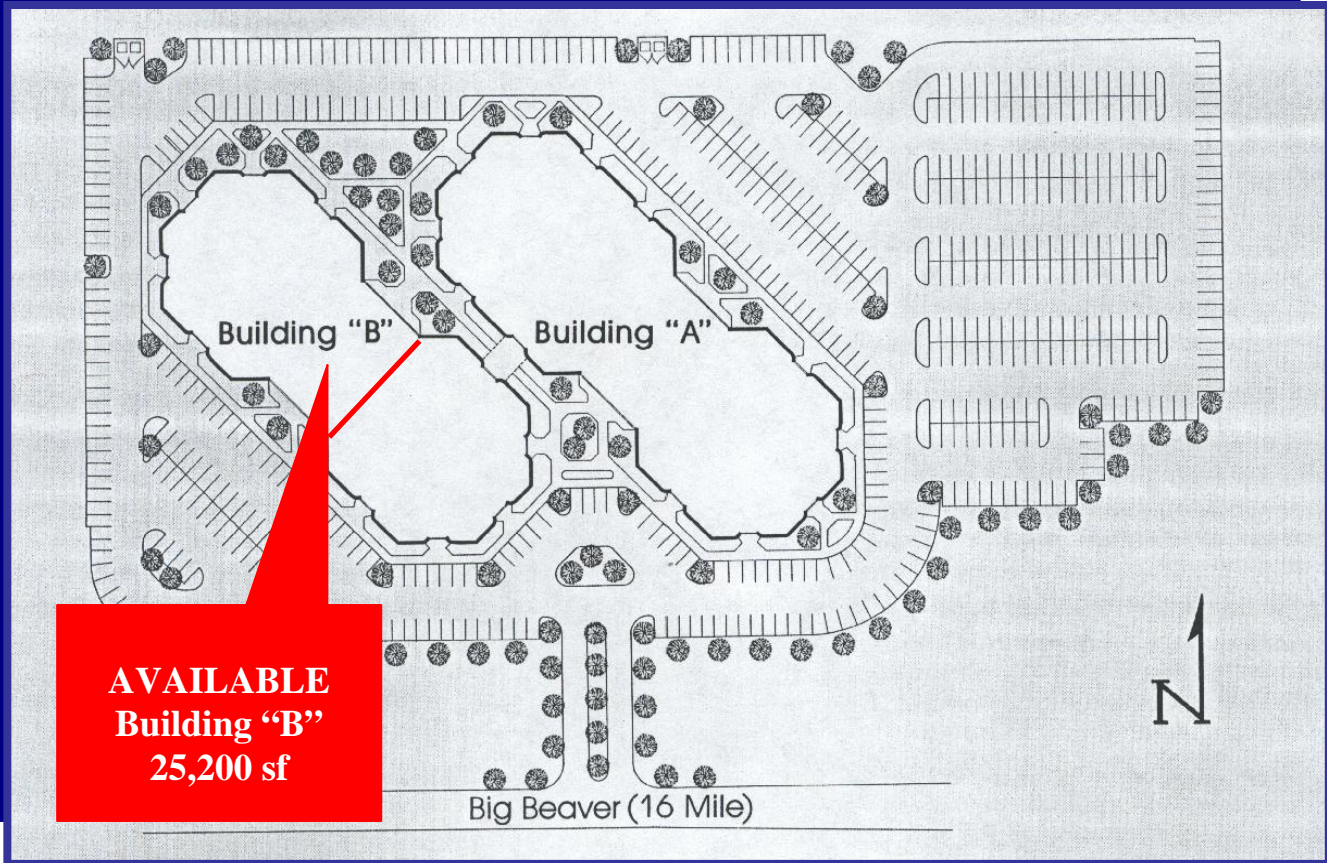 Building “B”
Building “A”
AVAILABLE
Building “B”
25,200 sf
N
Big Beaver (16 Mile)